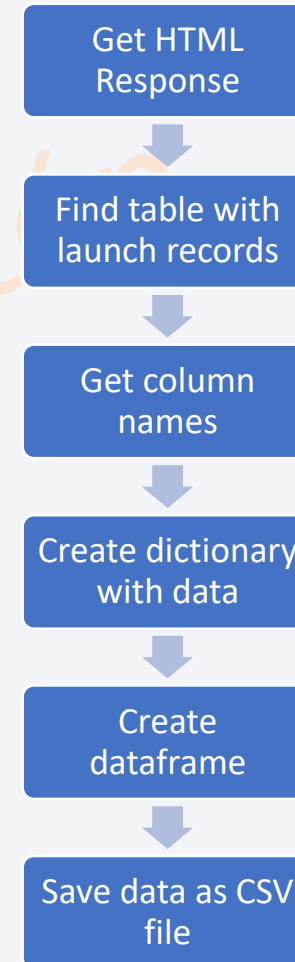 Get HTML
Response
Find table with
launch records
Get column
names
Create dictionary
with data
Create
dataframe
Save data as CSV
file